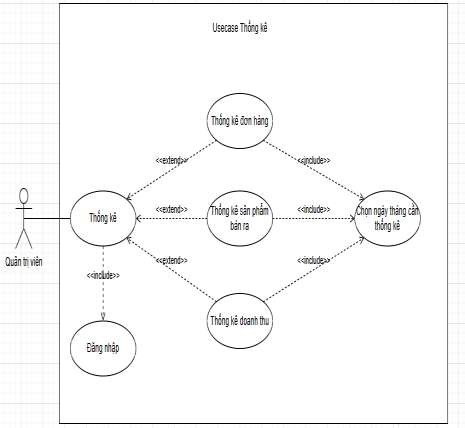 Usecase Thống kê
Thống kê đơn hàng
<<extend>>
<<include>>
Thống kê
<<extend>>
Thống kê sản phẩm
bán ra
<<include>>
Chọn ngày tháng cần
thống kê
Quản trị viên
<<extend>>
<<include>>
<<include>>
Thống kê doanh thu
Đăng nhập